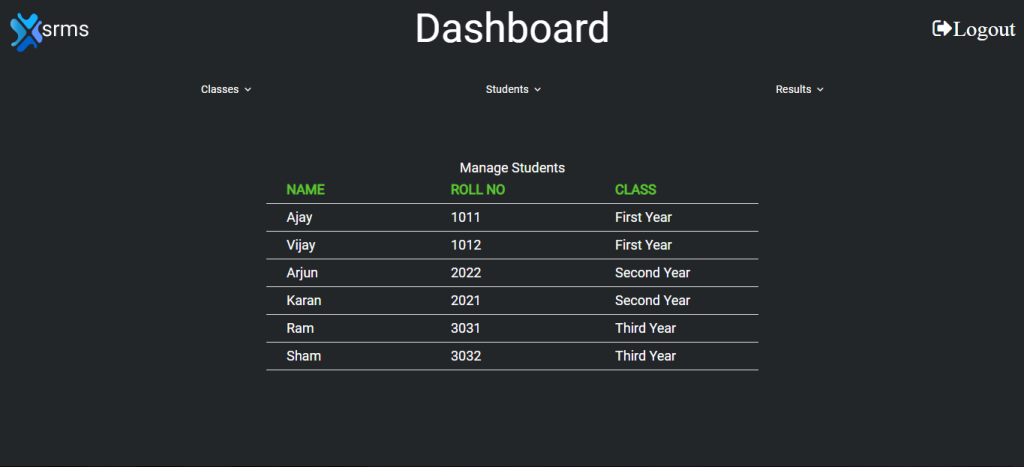 srms
Dashboard
Logout
Classes Students Results
Manage Students
NAME ROLL NO CLASS
Ajay 1011 First Year
Vijay 1012 First Year
Arjun 2022 Second Year
Karan 2021 Second Year
Ram 3031 Third Year
Sham 3032 Third Year